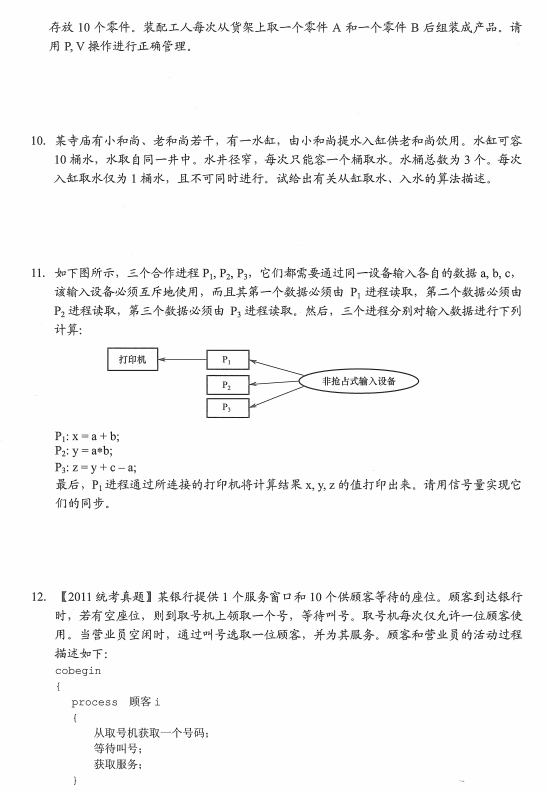 存放 10 个零件。装配工人每次从货架上取一个零件 A 和一个零件 B 后组装成产品。请
用 P, V 操作进行正确管理。
10. 某寺庙有小和尚、老和尚若干，有一水缸，由小和尚提水入缸供老和尚饮用。水缸可容
10 桶水，水取自同一井中。水井径窄，每次只能容一个桶取水。水桶总数为 3 个。每次
入缸取水仅为 1 桶水，且不可同时进行。试给出有关从缸取水、入水的算法描述。
11. 如下图所示，三个合作进程 P1, P2, P3，它们都需要通过同一设备输入各自的数据 a, b, c，
该输入设备必须互斥地使用，而且其第一个数据必须由 P1 进程读取，第二个数据必须由
P2 进程读取，第三个数据必须由 P3 进程读取。然后，三个进程分别对输入数据进行下列
计算：
打印机
P1
P2
P3
非抢占式输入设备
P1: x = a + b;
P2: y = a*b;
P3: z = y + c – a;
最后，P1 进程通过所连接的打印机将计算结果 x, y, z 的值打印出来。请用信号量实现它
们的同步。
12. 【2011 统考真题】某银行提供 1 个服务窗口和 10 个供顾客等待的座位。顾客到达银行
时，若有空座位，则到取号机上领取一个号，等待叫号。取号机每次仅允许一位顾客使
用。当营业员空闲时，通过叫号选取一位顾客，并为其服务。顾客和营业员的活动过程
描述如下：
cobegin
{
process 顾客 i
{
从取号机获取一个号码;
等待叫号;
获取服务;
}